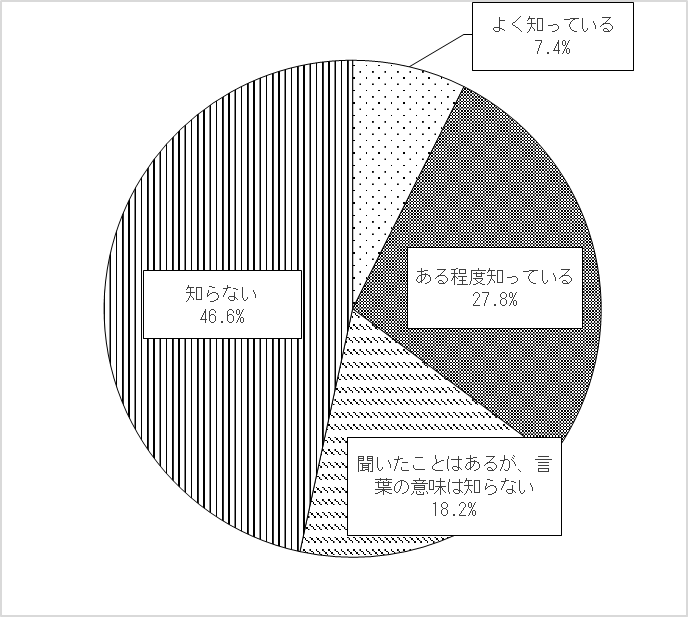 よく知っている
7.4%
ある程度知っている
27.8%
聞いたことはあるが、言
葉の意味は知らない
18.2%
知らない
46.6%